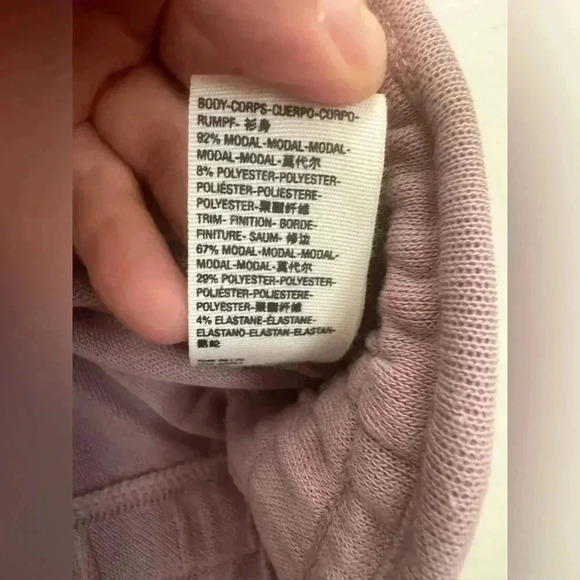 BODY-CORPS-CUERPO-CORPO-
RUMPF- 衫身
92% MODAL-MODAL-MODAL-
MODAL-MODAL-莫代尔
8% POLYESTER-POLYESTER-
POLIÉSTER-POLIESTERE-
POLYESTER-聚酯纤维
TRIM- FINITION- BORDE-
FINITURE- SAUM- 修边
67% MODAL-MODAL-MODAL-
MODAL-MODAL-莫代尔
29% POLYESTER-POLYESTER-
POLIÉSTER-POLIESTERE-
POLYESTER-聚酯纤维
4% ELASTANE-ÉLASTANE-
ELASTANO-ELASTAN-ELASTAN-